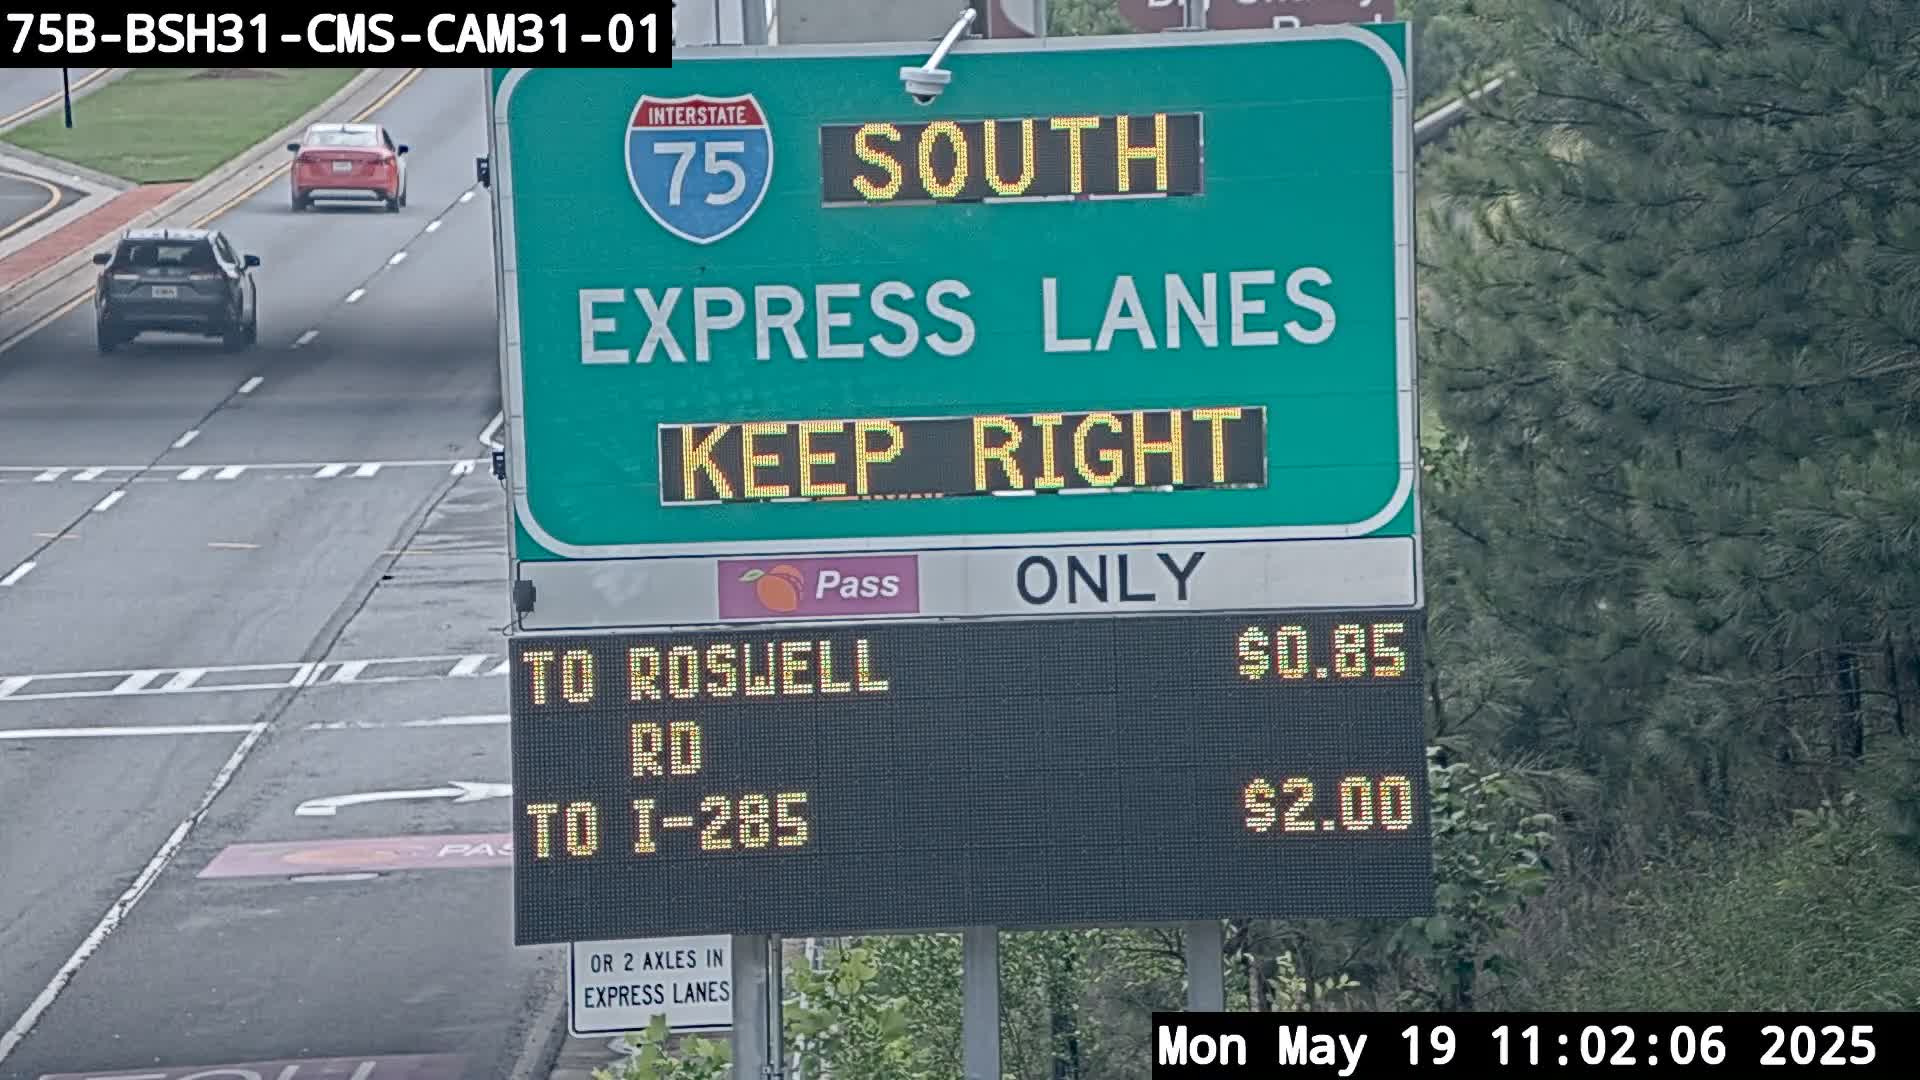 75B-BSH31-CMS-CAM31-01
INTERSTATE
75
SOUTH
EXPRESS LANES
KEEP RIGHT
Pass ONLY
TO ROSWELL $0.85
RD
TO I-285 $2.00
OR 2 AXLES IN
EXPRESS LANES
Mon May 19 11:02:06 2025